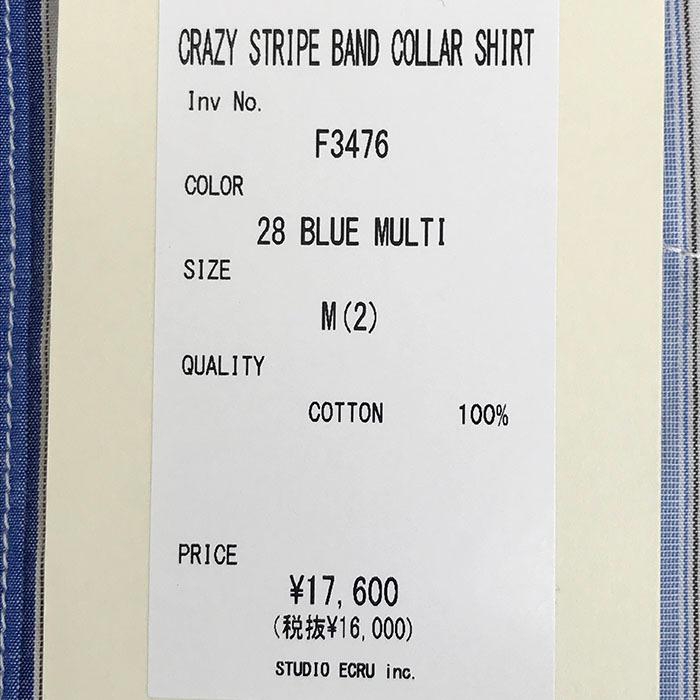 CRAZY STRIPE BAND COLLAR SHIRT
Inv No.
F3476
COLOR
28 BLUE MULTI
SIZE
M(2)
QUALITY
COTTON 100%
PRICE
¥17,600
(税抜¥16,000)
STUDIO ECRU inc.